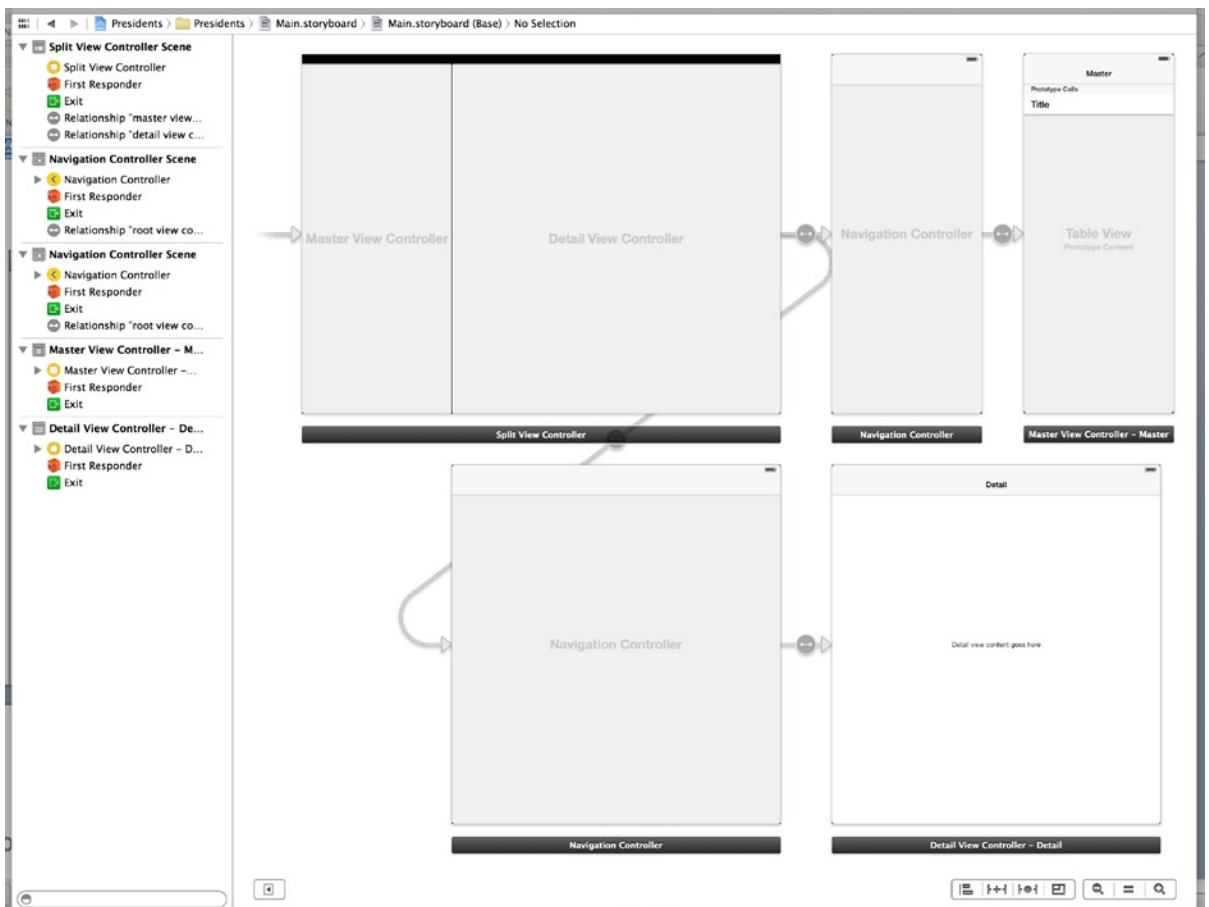 Presidents Presidents Main.storyboard Main.storyboard (Base) No Selection
Split View Controller Scene
Split View Controller
First Responder
Exit
Relationship "master view...
Relationship "detail view c...
Navigation Controller Scene
Navigation Controller
First Responder
Exit
Relationship "root view co...
Navigation Controller Scene
Navigation Controller
First Responder
Exit
Relationship "root view co...
Master View Controller – M...
Master View Controller –...
First Responder
Exit
Detail View Controller – De...
Detail View Controller – D...
First Responder
Exit
Master View Controller
Detail View Controller
Split View Controller
Navigation Controller
Navigation Controller
Master
Prototype Cells
Title
Table View
Prototype Content
Master View Controller – Master
Navigation Controller
Navigation Controller
Detail
Detail view content goes here
Detail View Controller – Detail